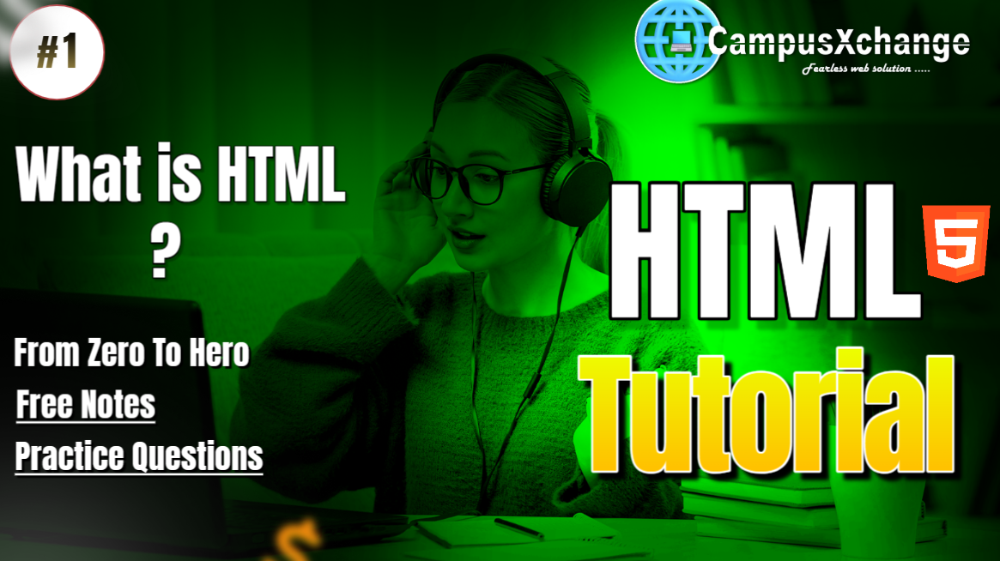 #1
CampusXchange
Fearless web solution .....
What is HTML
?
HTML
5
Tutorial
From Zero To Hero
Free Notes
Practice Questions
S